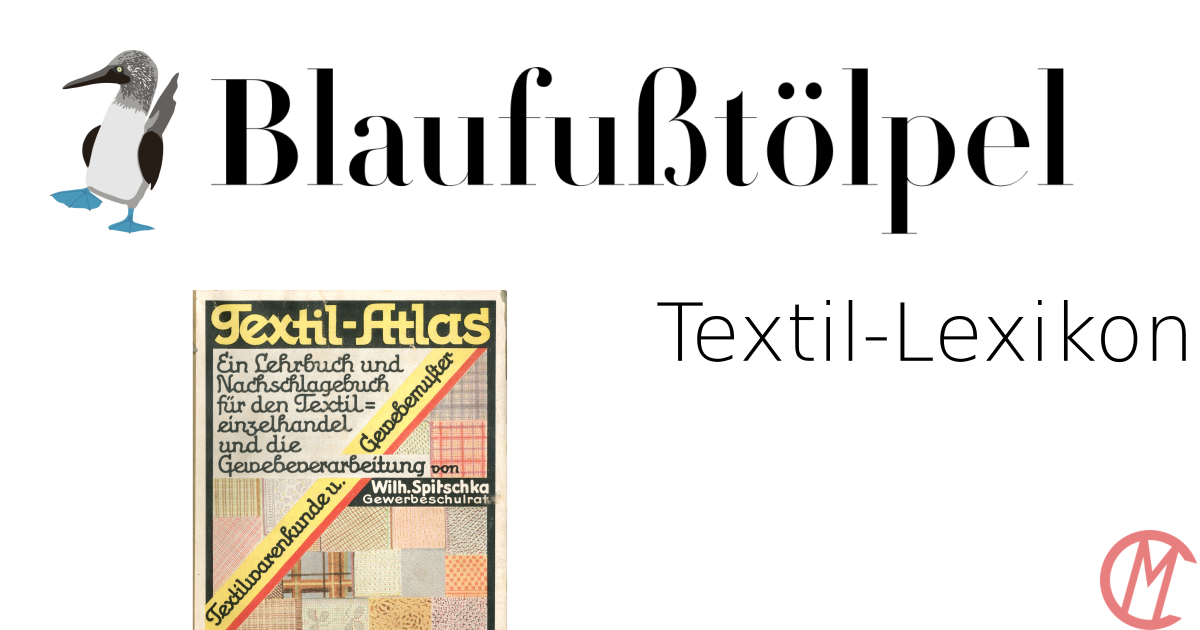 Blaufußtölpel
Textil-Lexikon
Textil-Atlas
Ein Lehrbuch und
Nachschlagebuch
für den Textil=
einzelhandel
und die
Gewebeverarbeitung von
Wilh. Spitschka
Gewerbeschulrat
Textilwarenkunde u.
Gewebemuster
CM